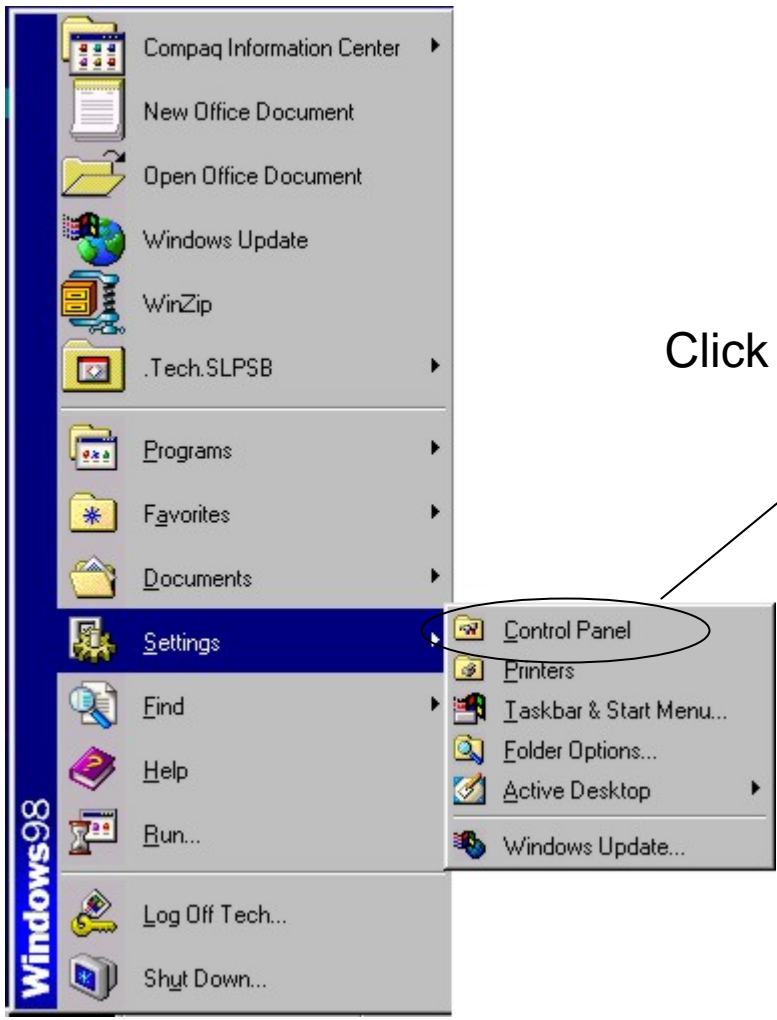 Compaq Information Center
New Office Document
Open Office Document
Windows Update
WinZip
.Tech.SLPSB
Programs
Favorites
Documents
Settings
Find
Help
Run...
Log Off Tech...
Shut Down...
Windows98
Control Panel
Printers
Taskbar & Start Menu...
Folder Options...
Active Desktop
Windows Update...
Click